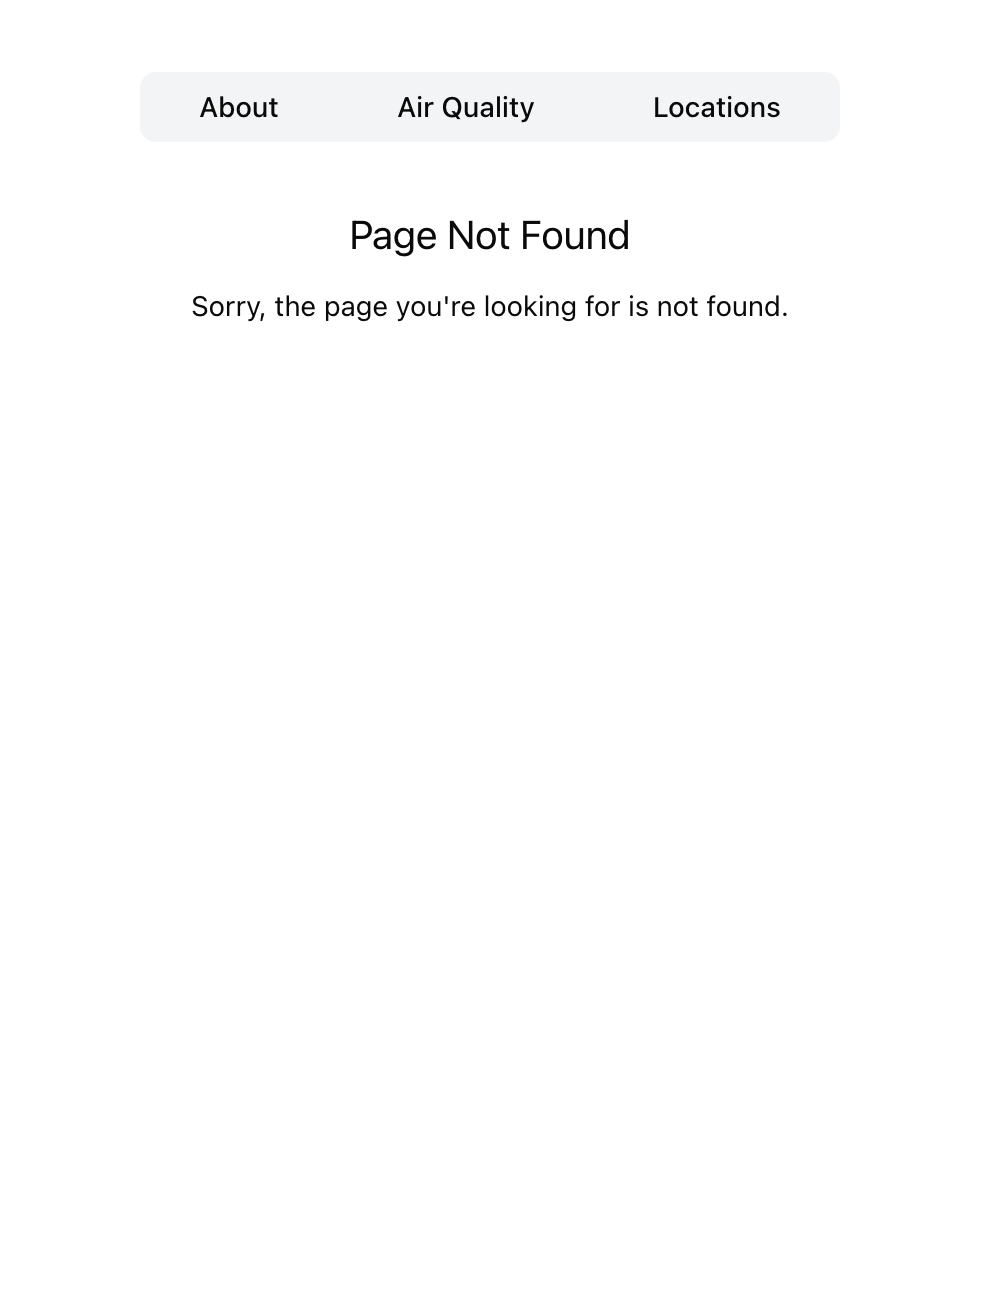 About Air Quality Locations
Page Not Found
Sorry, the page you're looking for is not found.